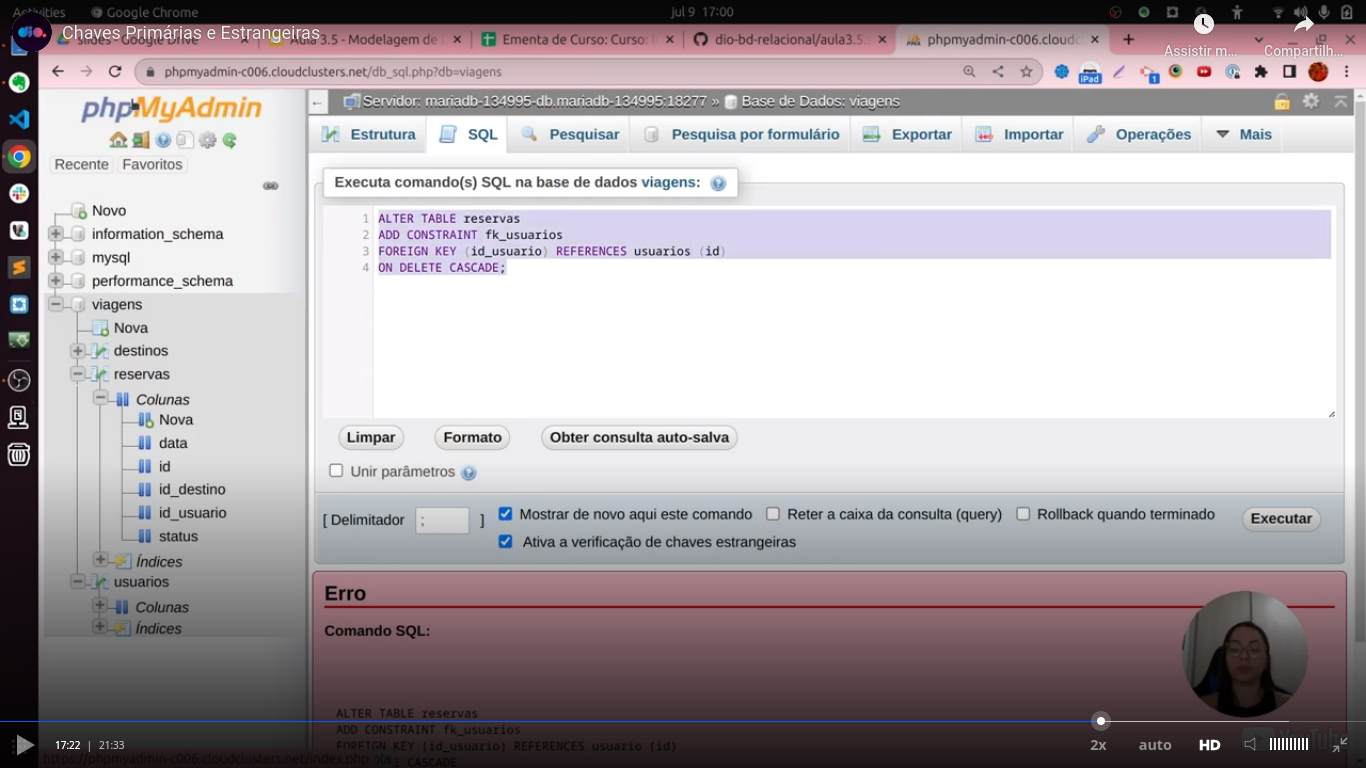 Activities
Google Chrome
jul 9 17:00
Chaves Primárias e Estrangeiras
Assistir m...
Compartilh...
slides - Google Drive
Aula 3.5 - Modelagem de
Ementa de Curso: Curso:
dio-bd-relacional/aula3.5.
phpmyadmin-c006.cloudc
phpmyadmin-c006.cloudclusters.net/db_sql.php?db=viagens
iPad
1
phpMyAdmin
Recente
Favoritos
Novo
information_schema
mysql
performance_schema
viagens
Nova
destinos
reservas
Colunas
Nova
data
id
id_destino
id_usuario
status
Índices
usuarios
Colunas
Índices
Servidor: mariadb-134995-db.mariadb-134995:18277 » Base de Dados: viagens
Estrutura
SQL
Pesquisar
Pesquisa por formulário
Exportar
Importar
Operações
Mais
Executa comando(s) SQL na base de dados viagens:
1 ALTER TABLE reservas
2 ADD CONSTRAINT fk_usuarios
3 FOREIGN KEY (id_usuario) REFERENCES usuarios (id)
4 ON DELETE CASCADE;
Limpar
Formato
Obter consulta auto-salva
Unir parâmetros
[ Delimitador ; ]
Mostrar de novo aqui este comando
Reter a caixa da consulta (query)
Rollback quando terminado
Executar
Ativa a verificação de chaves estrangeiras
Erro
Comando SQL:
ALTER TABLE reservas
ADD CONSTRAINT fk_usuarios
FOREIGN KEY (id_usuario) REFERENCES usuario (id)
CASCADE
17:22 | 21:33
2x
auto
HD
https://phpmyadmin-c006.cloudclusters.net/index.php